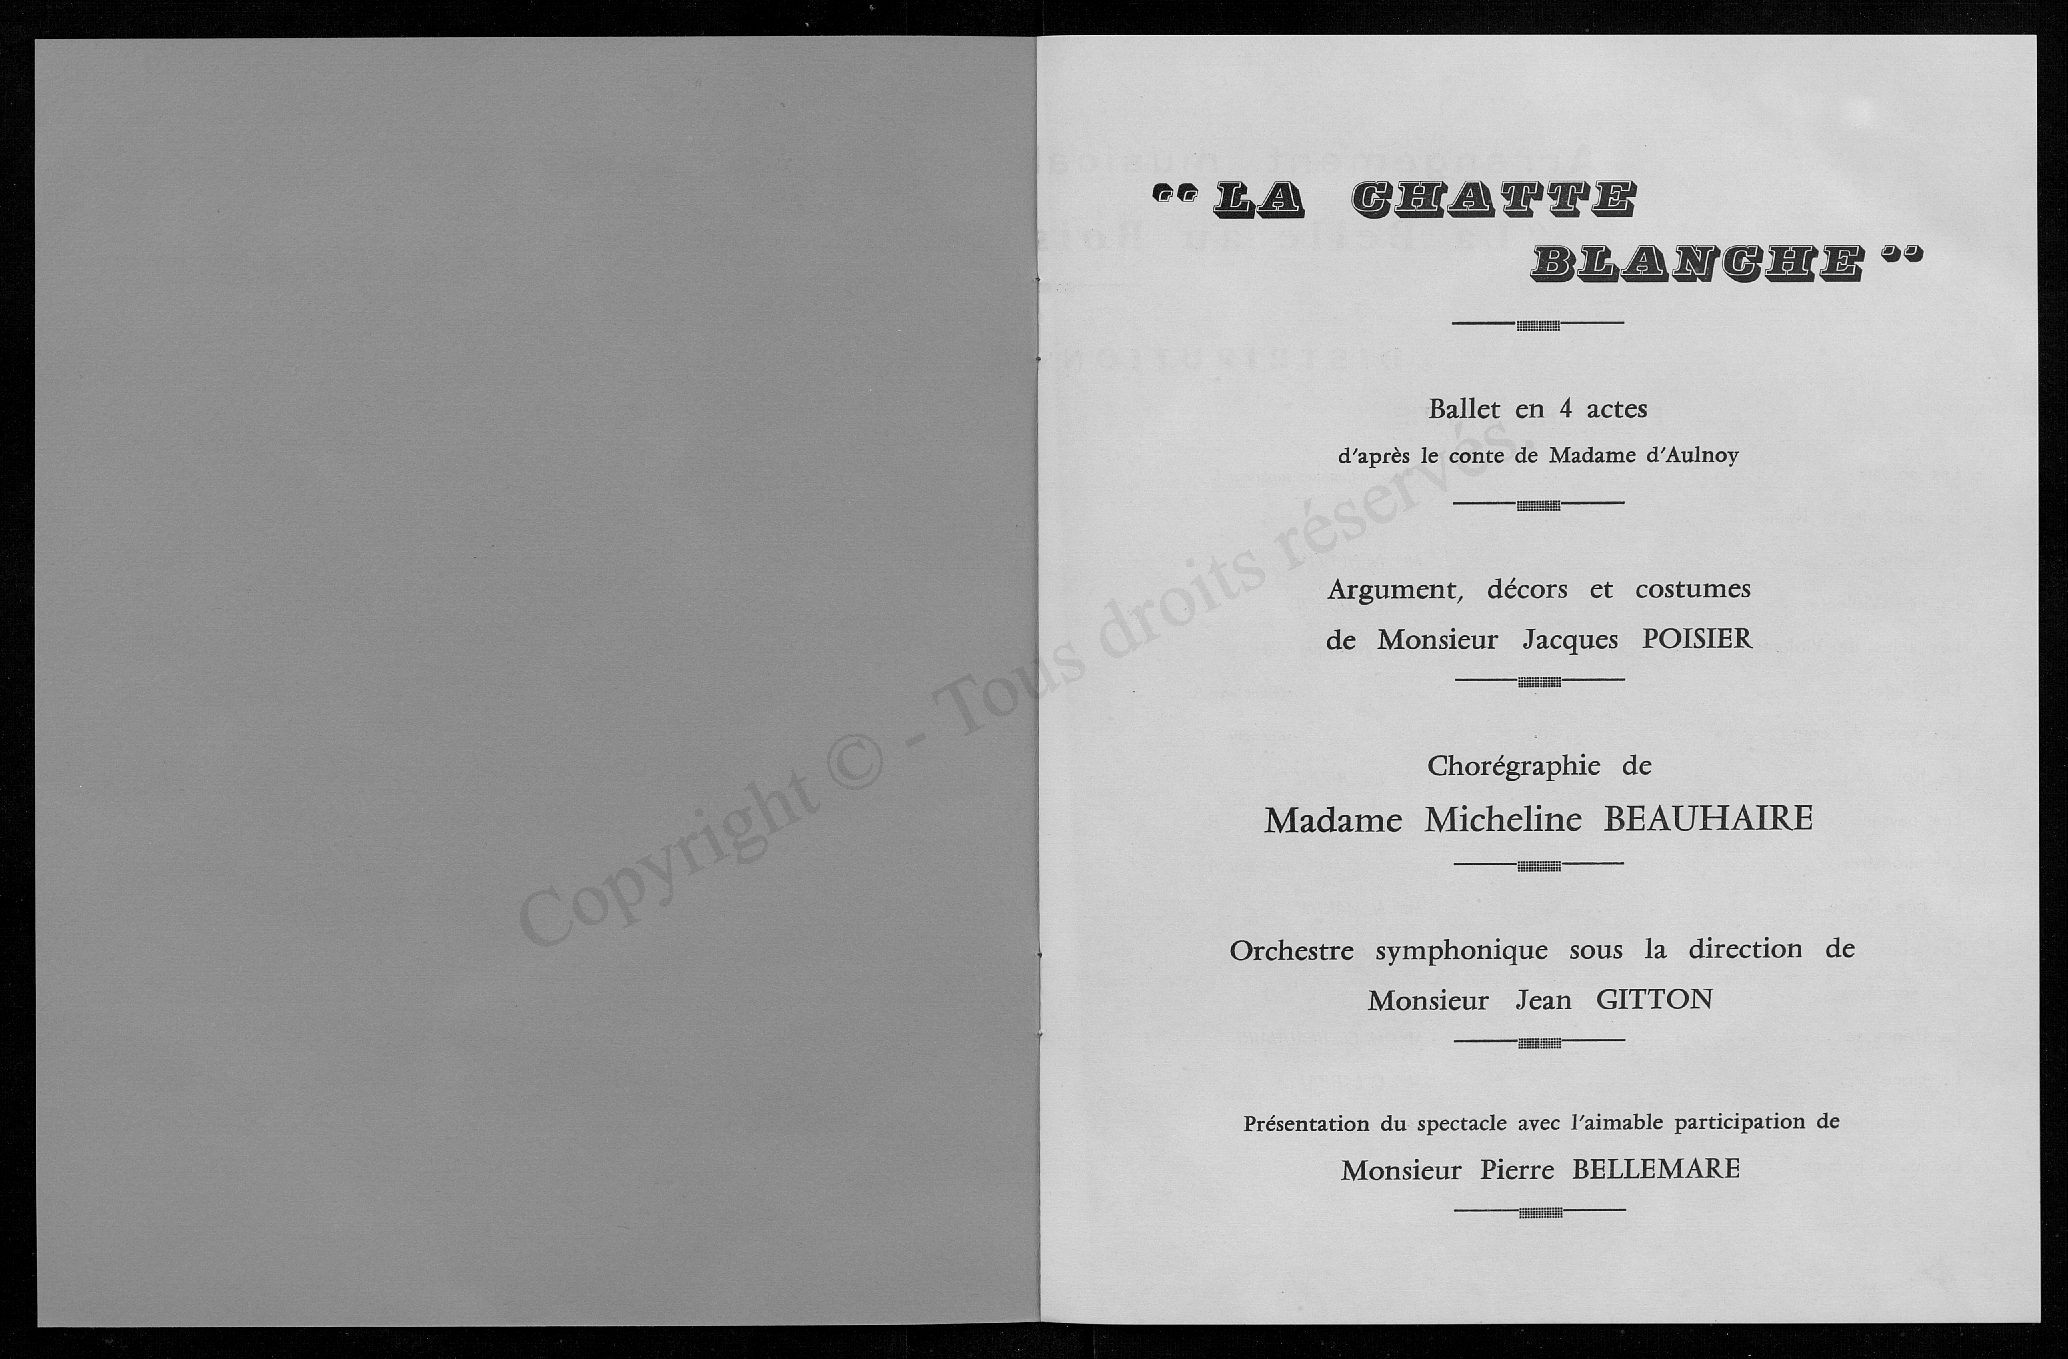 “ LA CHATTE
BLANCHE ”
Ballet en 4 actes
d'après le conte de Madame d'Aulnoy
Argument, décors et costumes
de Monsieur Jacques POISIER
Chorégraphie de
Madame Micheline BEAUHAIRE
Orchestre symphonique sous la direction de
Monsieur Jean GITTON
Présentation du spectacle avec l'aimable participation de
Monsieur Pierre BELLEMARE
Copyright © - Tous droits réservés.